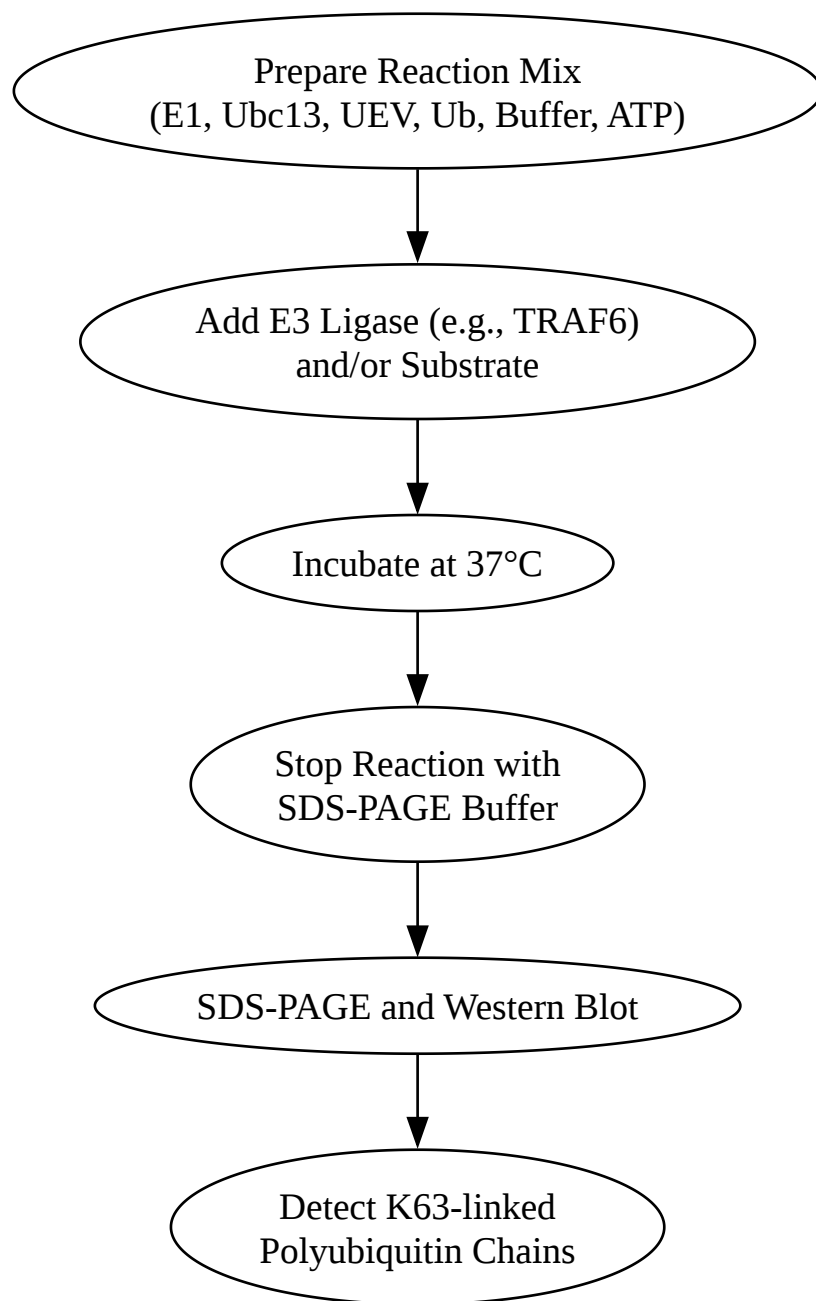 Prepare Reaction Mix
(E1, Ubc13, UEV, Ub, Buffer, ATP)
Add E3 Ligase (e.g., TRAF6)
and/or Substrate
Incubate at 37°C
Stop Reaction with
SDS-PAGE Buffer
SDS-PAGE and Western Blot
Detect K63-linked
Polyubiquitin Chains